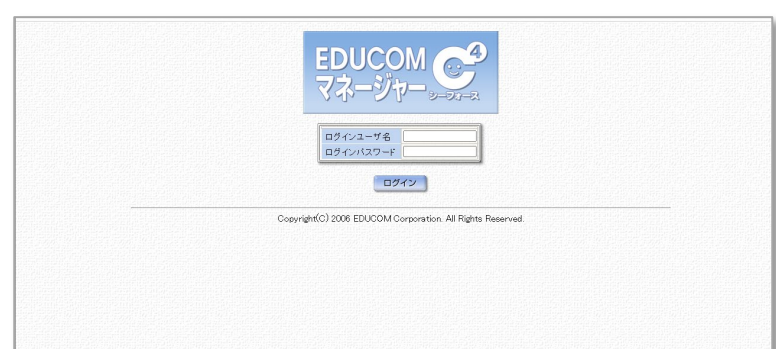 EDUCOM C4
マネージャー シーフォース
ログインユーザ名
ログインパスワード
ログイン
Copyright(C) 2006 EDUCOM Corporation. All Rights Reserved.